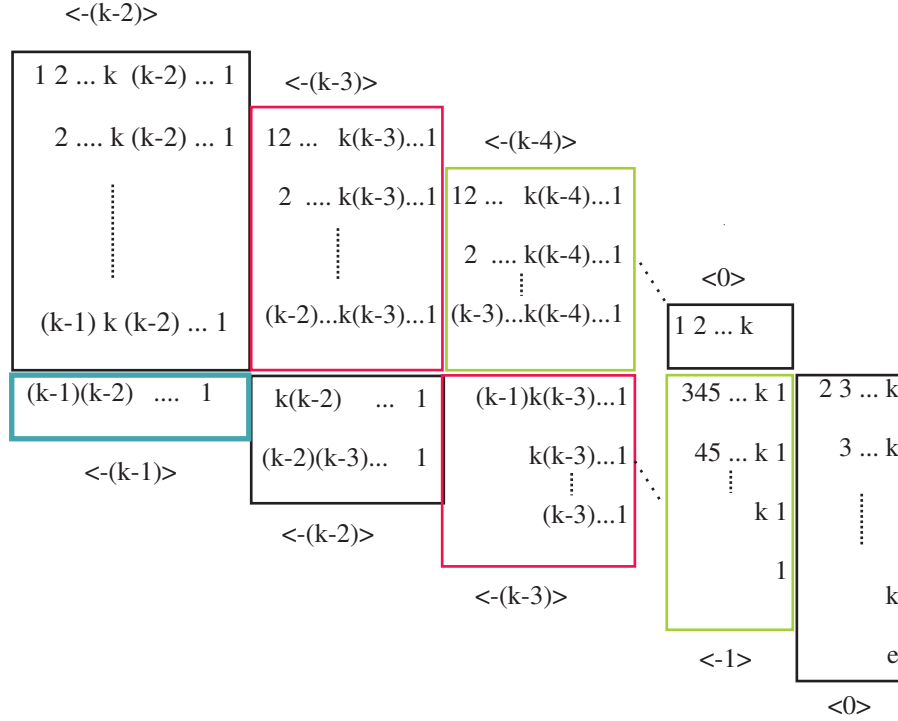 <-(k-2)>
1 2 ... k (k-2) ... 1
2 .... k (k-2) ... 1
(k-1) k (k-2) ... 1
<-(k-3)>
12 ... k(k-3)...1
2 .... k(k-3)...1
(k-2)...k(k-3)...1
<-(k-4)>
12 ... k(k-4)...1
2 .... k(k-4)...1
(k-3)...k(k-4)...1
<0>
1 2 ... k
(k-1)(k-2) .... 1
<-(k-1)>
k(k-2) ... 1
(k-2)(k-3)... 1
<-(k-2)>
(k-1)k(k-3)...1
k(k-3)...1
(k-3)...1
<-(k-3)>
345 ... k 1
45 ... k 1
k 1
1
<-1>
2 3 ... k
3 ... k
k
e
<0>